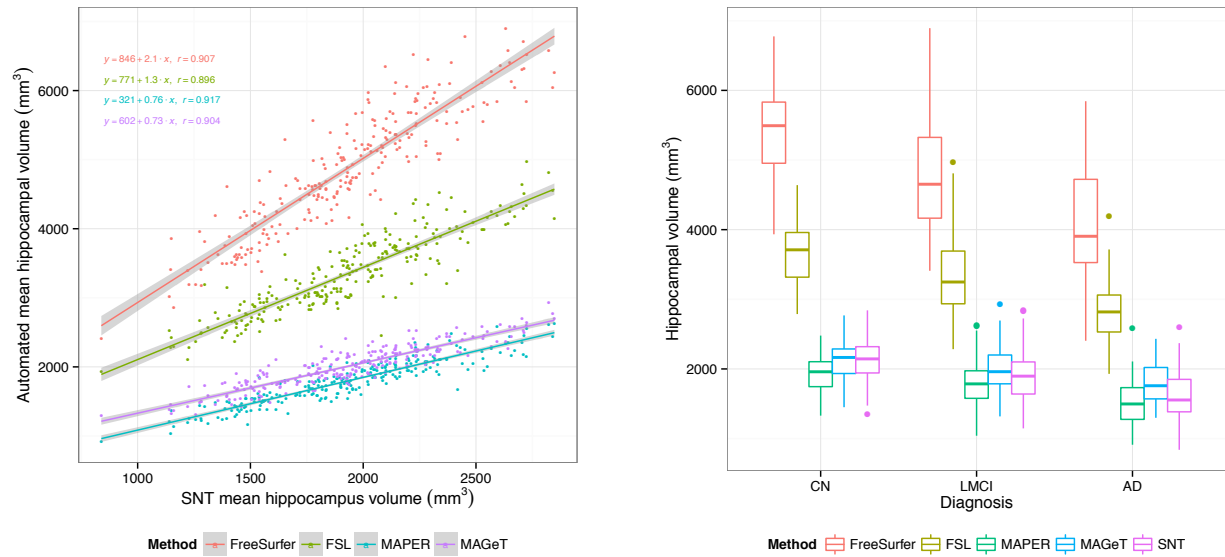 Automated mean hippocampal volume (mm³)
6000
4000
2000
y = 846 + 2.1 · x, r = 0.907
y = 771 + 1.3 · x, r = 0.896
y = 321 + 0.76 · x, r = 0.917
y = 602 + 0.73 · x, r = 0.904
1000 1500 2000 2500
SNT mean hippocampus volume (mm³)
Method FreeSurfer FSL MAPER MAGeT
Hippocampal volume (mm³)
6000
4000
2000
CN LMCI AD
Diagnosis
Method FreeSurfer FSL MAPER MAGeT SNT